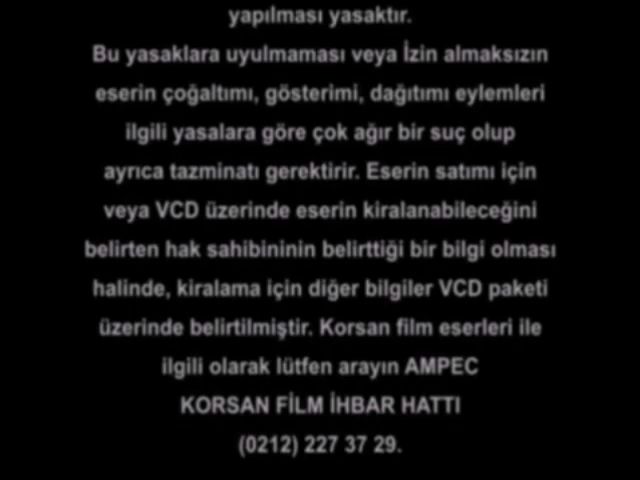 yapılması yasaktır.
Bu yasaklara uyulmaması veya İzin almaksızın
eserin çoğaltımı, gösterimi, dağıtımı eylemleri
ilgili yasalara göre çok ağır bir suç olup
ayrıca tazminatı gerektirir. Eserin satımı için
veya VCD üzerinde eserin kiralanabileceğini
belirten hak sahibininin belirttiği bir bilgi olması
halinde, kiralama için diğer bilgiler VCD paketi
üzerinde belirtilmiştir. Korsan film eserleri ile
ilgili olarak lütfen arayın AMPEC
KORSAN FİLM İHBAR HATTI
(0212) 227 37 29.